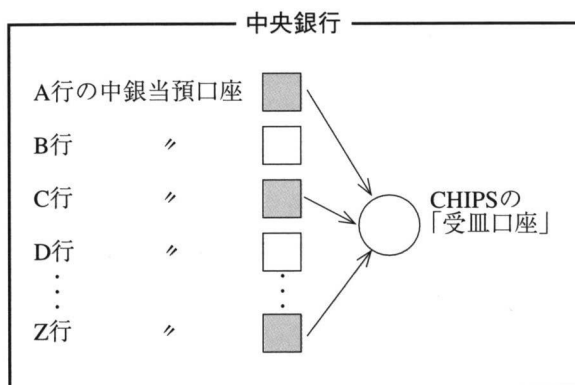 中央銀行
A行の中銀当預口座
B行 〃
C行 〃
D行 〃
⋮ ⋮
Z行 〃
CHIPSの
「受皿口座」